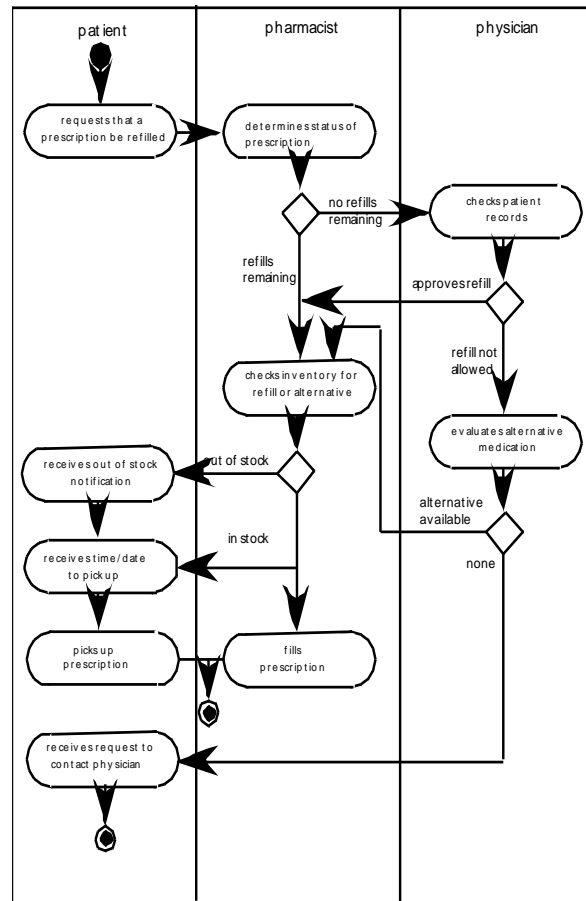 patient
pharmacist
physician
requests that a
prescription be refilled
determines status of
prescription
no refills
remaining
checks patient
records
refills
remaining
approves refill
checks inventory for
refill or alternative
refill not
allowed
evaluates alternative
medication
receives out of stock
notification
out of stock
alternative
available
in stock
receives time/date
to pickup
none
picks up
prescription
fills
prescription
receives request to
contact physician